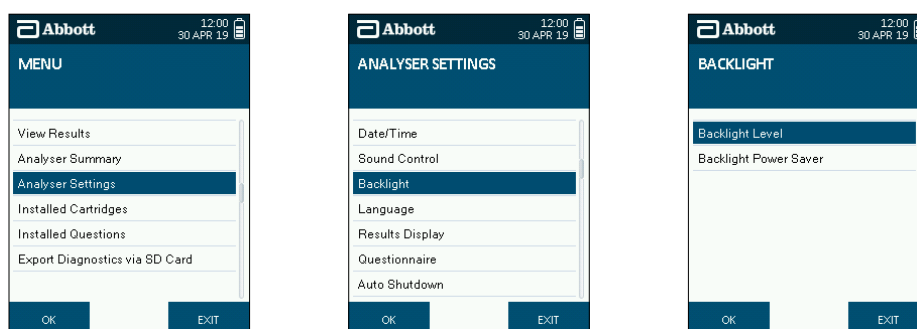 Abbott
12:00
30 APR 19
MENU
View Results
Analyser Summary
Analyser Settings
Installed Cartridges
Installed Questions
Export Diagnostics via SD Card
OK
EXIT
Abbott
12:00
30 APR 19
ANALYSER SETTINGS
Date/Time
Sound Control
Backlight
Language
Results Display
Questionnaire
Auto Shutdown
OK
EXIT
Abbott
12:00
30 APR 19
BACKLIGHT
Backlight Level
Backlight Power Saver
OK
EXIT